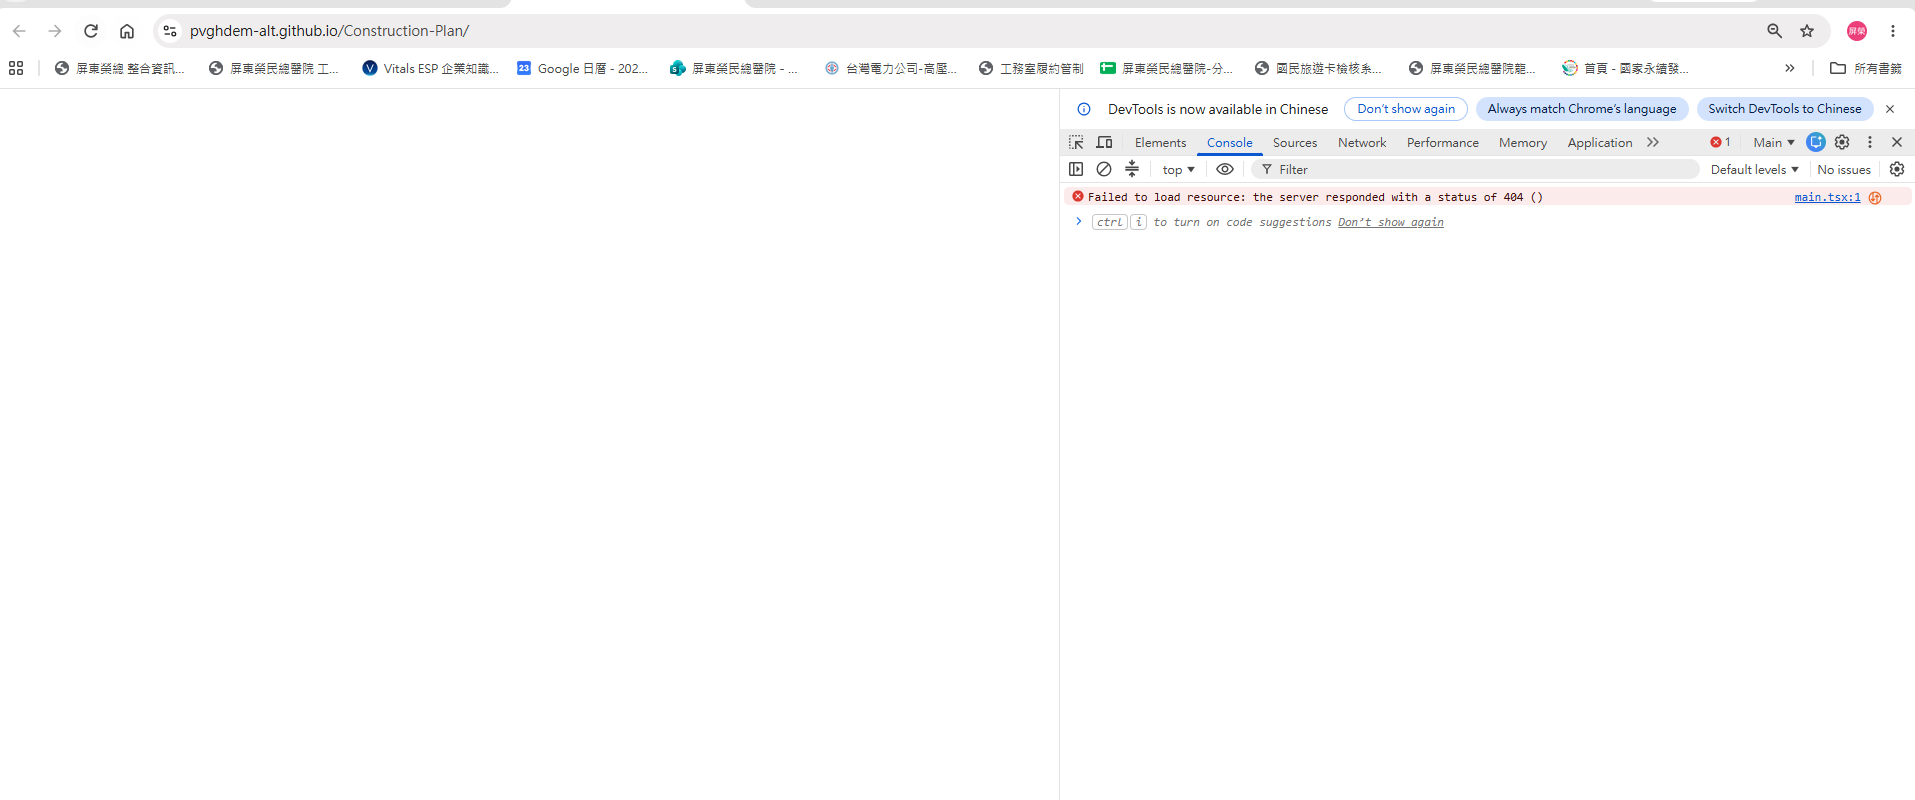 pvghdem-alt.github.io/Construction-Plan/
屏榮
屏東榮總 整合資訊...
屏東榮民總醫院 工...
V
Vitals ESP 企業知識...
23
Google 日曆 - 202...
S
屏東榮民總醫院 - ...
台灣電力公司-高壓...
工務室履約管制
屏東榮民總醫院-分...
國民旅遊卡檢核系...
屏東榮民總醫院龍...
首頁 - 國家永續發...
»
所有書籤
DevTools is now available in Chinese
Don't show again
Always match Chrome's language
Switch DevTools to Chinese
Elements
Console
Sources
Network
Performance
Memory
Application
1
Main
top
Filter
Default levels
No issues
Failed to load resource: the server responded with a status of 404 ()
main.tsx:1
ctrl i to turn on code suggestions Don't show again